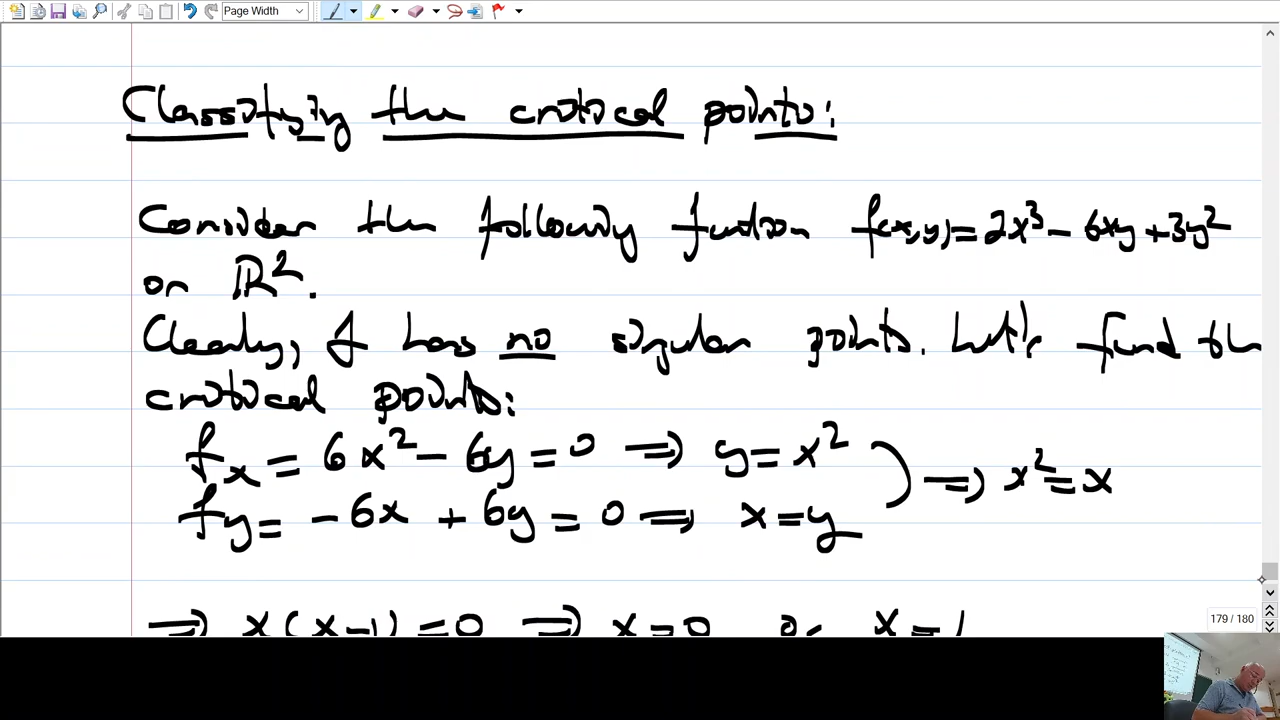 Page Width
Classifying the critical points:
Consider the following function f(x,y)=2x³-6xy+3y²
on ℝ².
Clearly, f has no singular points. Let's find the
critical points:
fₓ = 6x² - 6y = 0 ⟹ y = x²
f_y = -6x + 6y = 0 ⟹ x = y
⟹ x² = x
⟹ x(x-1) = 0 ⟹ x = 0 or x = 1
179 / 180